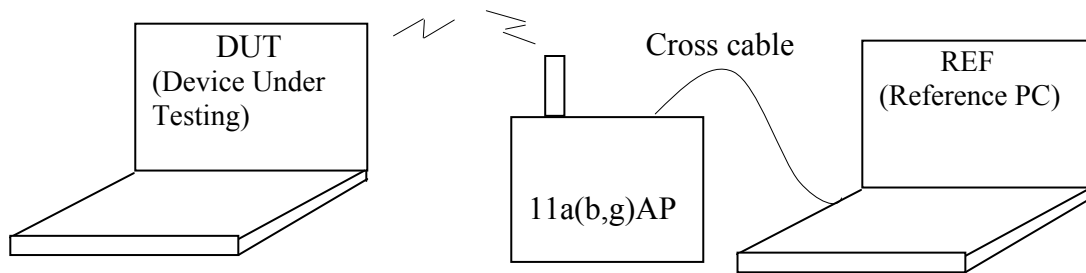 DUT
(Device Under
Testing)
Cross cable
REF
(Reference PC)
11a(b,g)AP